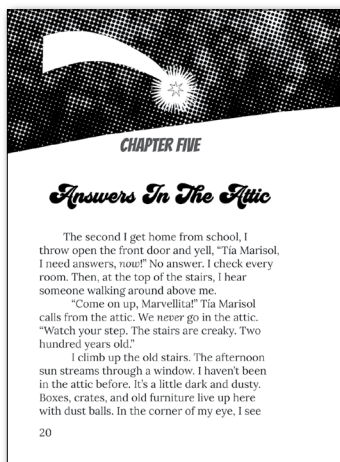 CHAPTER FIVE
Answers In The Attic
The second I get home from school, I
throw open the front door and yell, “Tía Marisol,
I need answers, now!” No answer. I check every
room. Then, at the top of the stairs, I hear
someone walking around above me.
“Come on up, Marvellita!” Tía Marisol
calls from the attic. We never go in the attic.
“Watch your step. The stairs are creaky. Two
hundred years old.”
I climb up the old stairs. The afternoon
sun streams through a window. I haven’t been
in the attic before. It’s a little dark and dusty.
Boxes, crates, and old furniture live up here
with dust balls. In the corner of my eye, I see
20